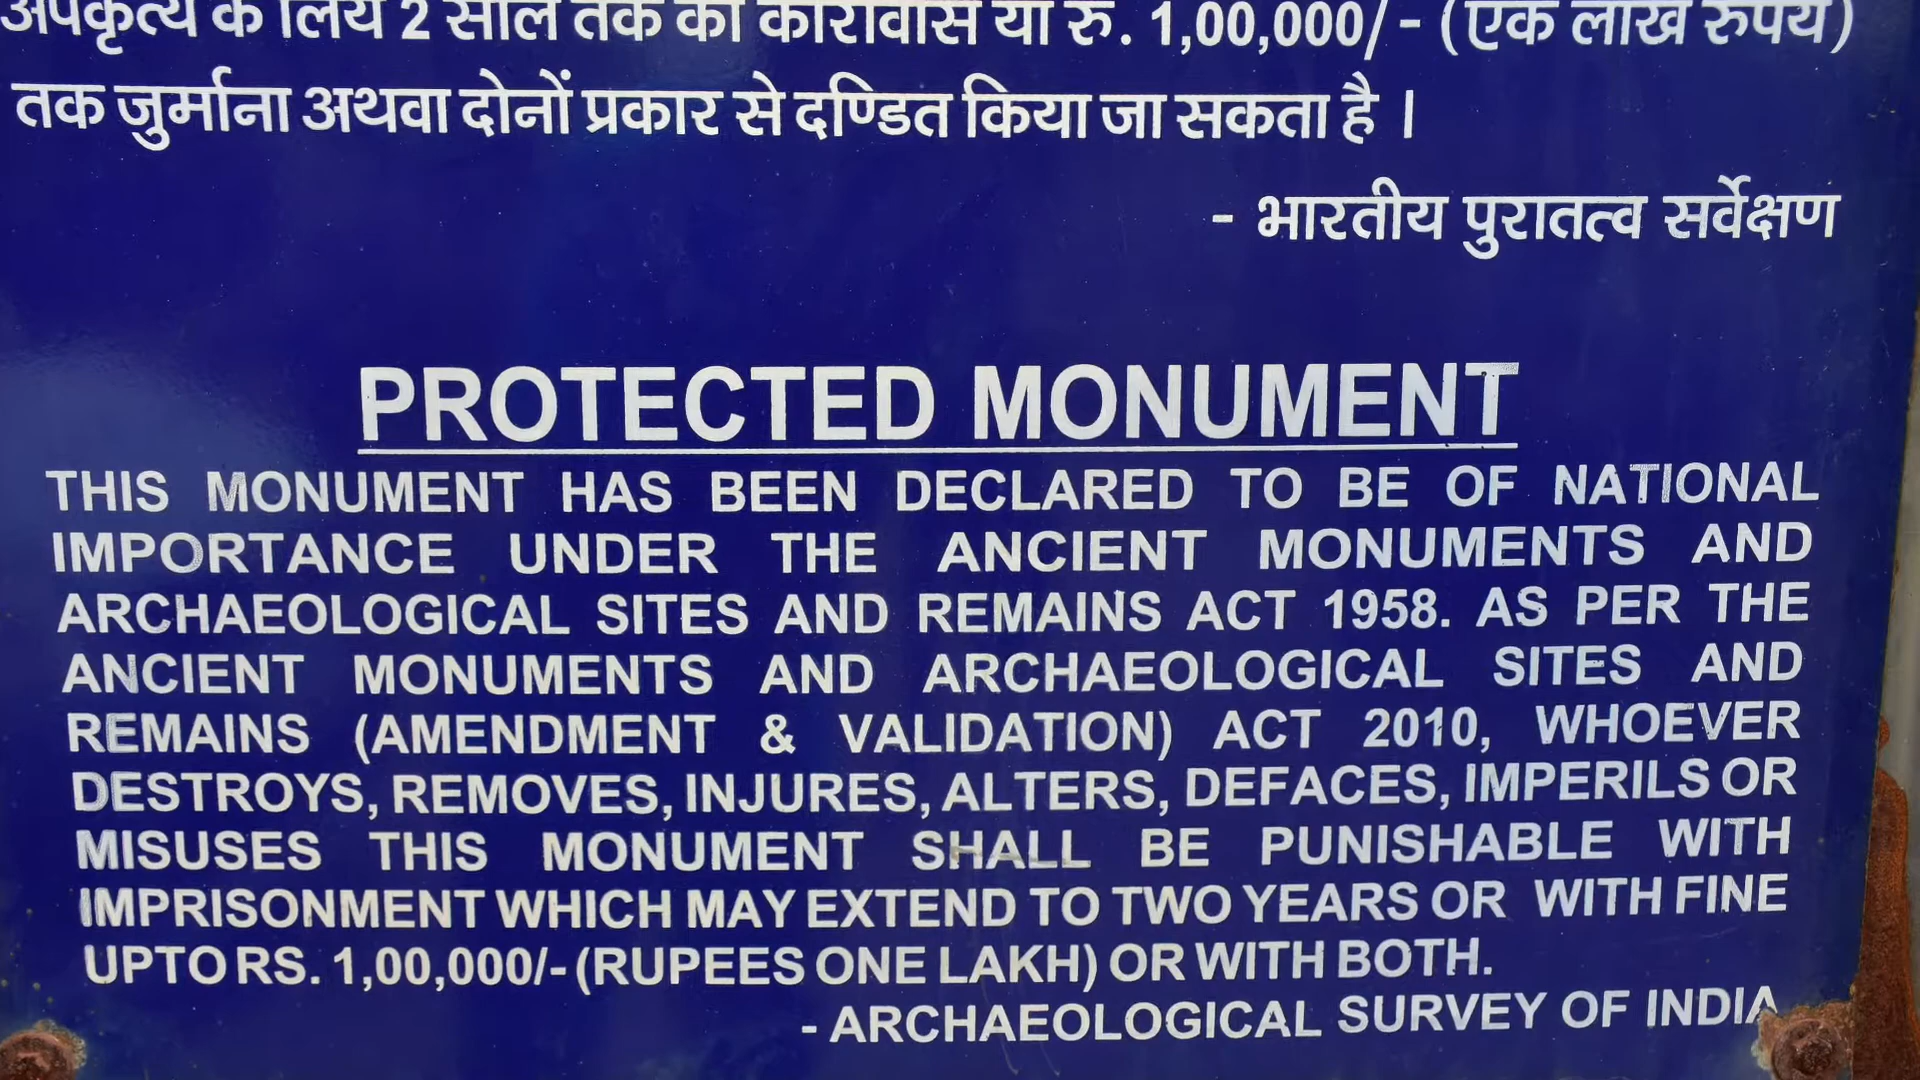 अपकृत्य के लिये 2 साल तक का कारावास या रु. 1,00,000/- (एक लाख रुपये)
तक जुर्माना अथवा दोनों प्रकार से दण्डित किया जा सकता है ।
- भारतीय पुरातत्व सर्वेक्षण
PROTECTED MONUMENT
THIS MONUMENT HAS BEEN DECLARED TO BE OF NATIONAL
IMPORTANCE UNDER THE ANCIENT MONUMENTS AND
ARCHAEOLOGICAL SITES AND REMAINS ACT 1958. AS PER THE
ANCIENT MONUMENTS AND ARCHAEOLOGICAL SITES AND
REMAINS (AMENDMENT & VALIDATION) ACT 2010, WHOEVER
DESTROYS, REMOVES, INJURES, ALTERS, DEFACES, IMPERILS OR
MISUSES THIS MONUMENT SHALL BE PUNISHABLE WITH
IMPRISONMENT WHICH MAY EXTEND TO TWO YEARS OR WITH FINE
UPTO RS. 1,00,000/- (RUPEES ONE LAKH) OR WITH BOTH.
- ARCHAEOLOGICAL SURVEY OF INDIA